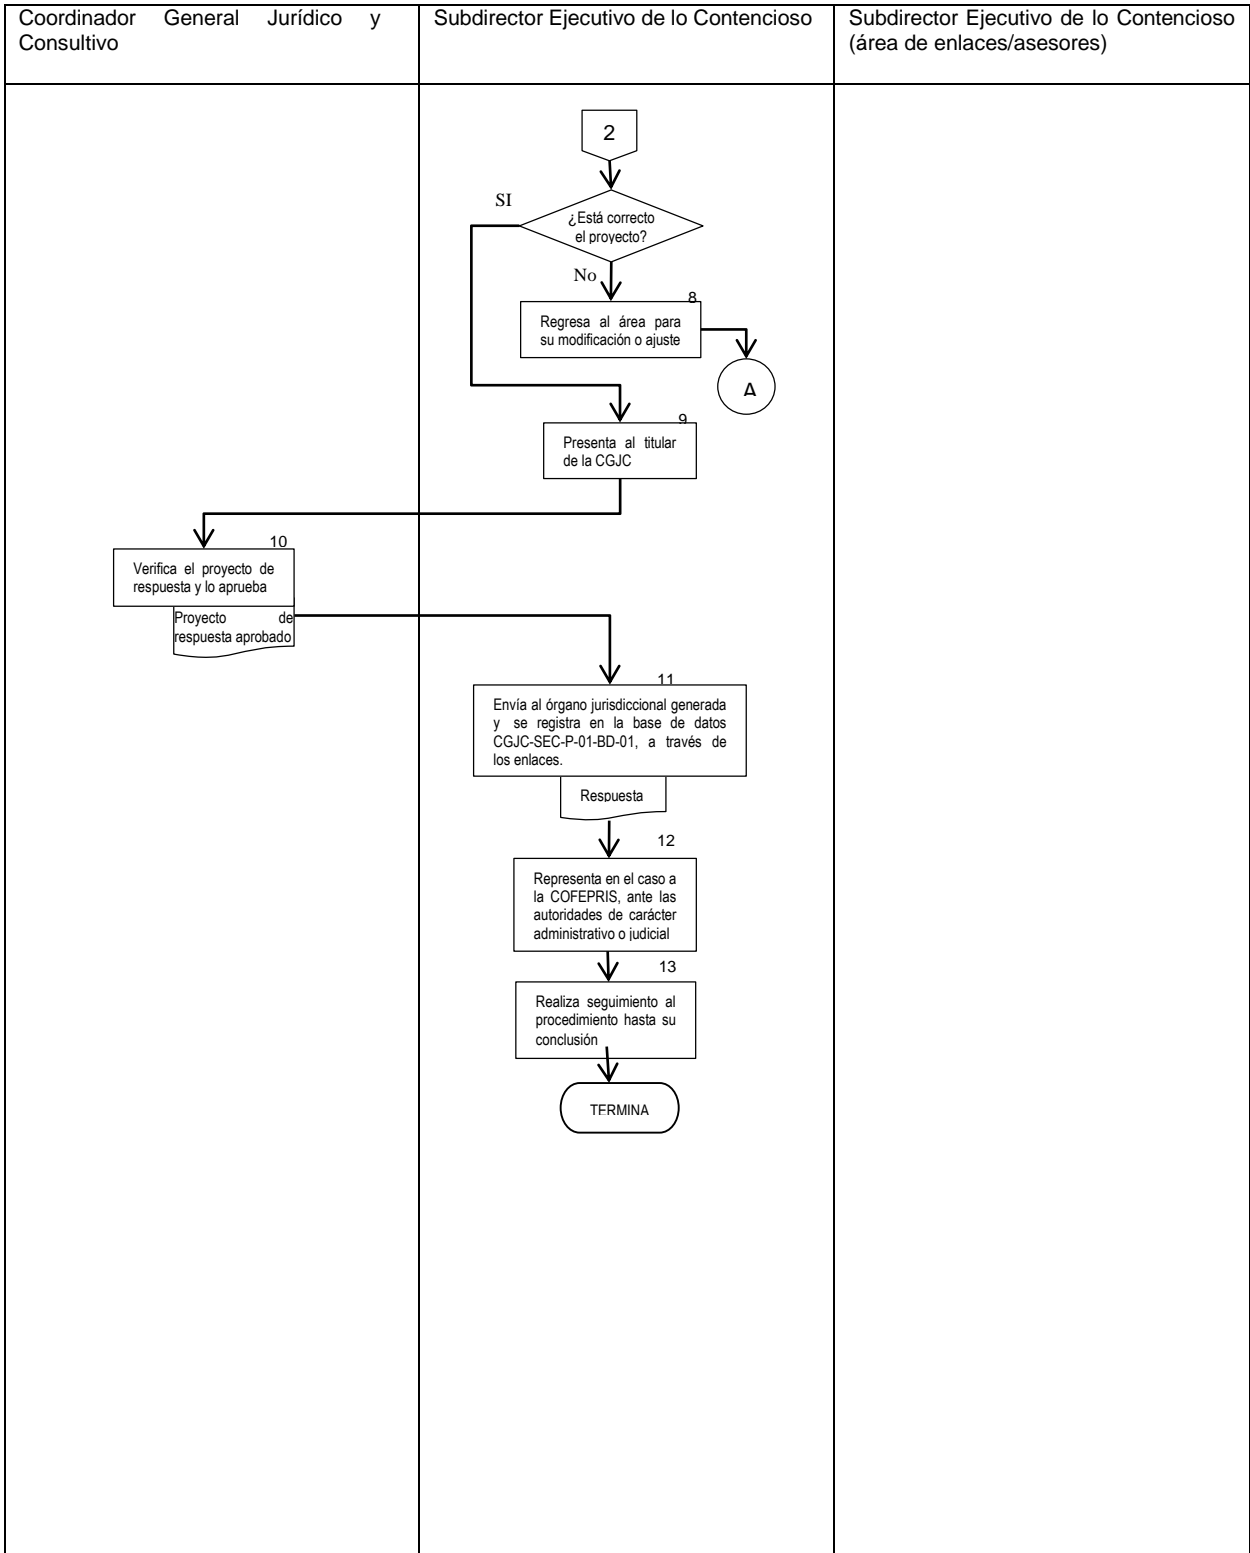 Coordinador General Jurídico y
Consultivo
Subdirector Ejecutivo de lo Contencioso
Subdirector Ejecutivo de lo Contencioso
(área de enlaces/asesores)
2
SI
¿Está correcto
el proyecto?
No
8
Regresa al área para
su modificación o ajuste
A
9
Presenta al titular
de la CGJC
10
Verifica el proyecto de
respuesta y lo aprueba
Proyecto de
respuesta aprobado
11
Envía al órgano jurisdiccional generada
y se registra en la base de datos
CGJC-SEC-P-01-BD-01, a través de
los enlaces.
Respuesta
12
Representa en el caso a
la COFEPRIS, ante las
autoridades de carácter
administrativo o judicial
13
Realiza seguimiento al
procedimiento hasta su
conclusión
TERMINA